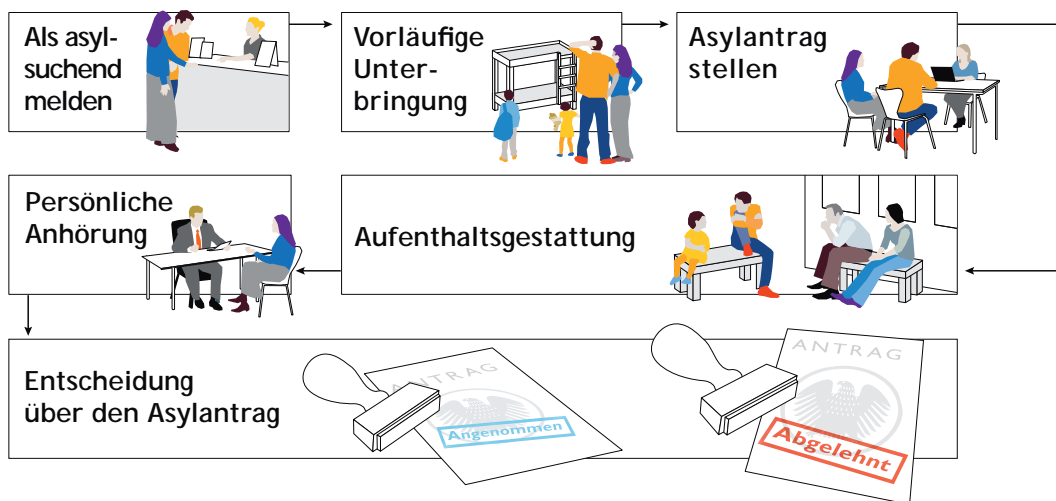 Als asyl-
suchend
melden
Vorläufige
Unter-
bringung
Asylantrag
stellen
Persönliche
Anhörung
Aufenthaltsgestattung
Entscheidung
über den Asylantrag
ANTRAG
Angenommen
ANTRAG
Abgelehnt